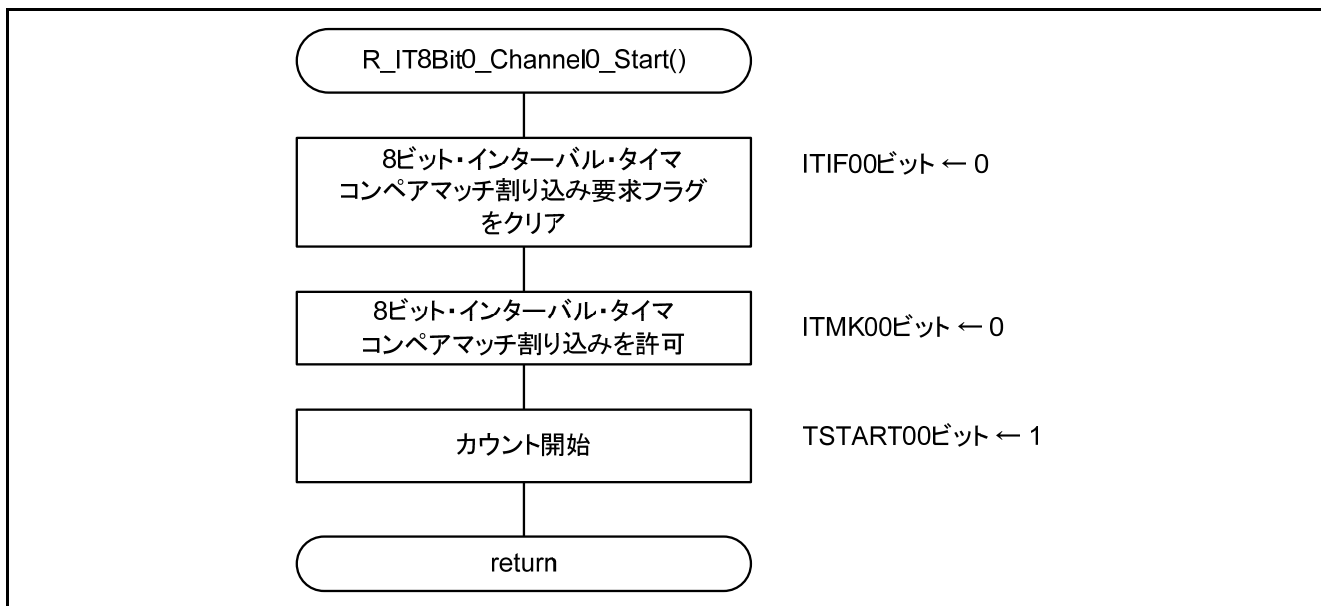 R_IT8Bit0_Channel0_Start()
8ビット・インターバル・タイマ
コンペアマッチ割り込み要求フラグ
をクリア
ITIF00ビット ← 0
8ビット・インターバル・タイマ
コンペアマッチ割り込みを許可
ITMK00ビット ← 0
カウント開始
TSTART00ビット ← 1
return